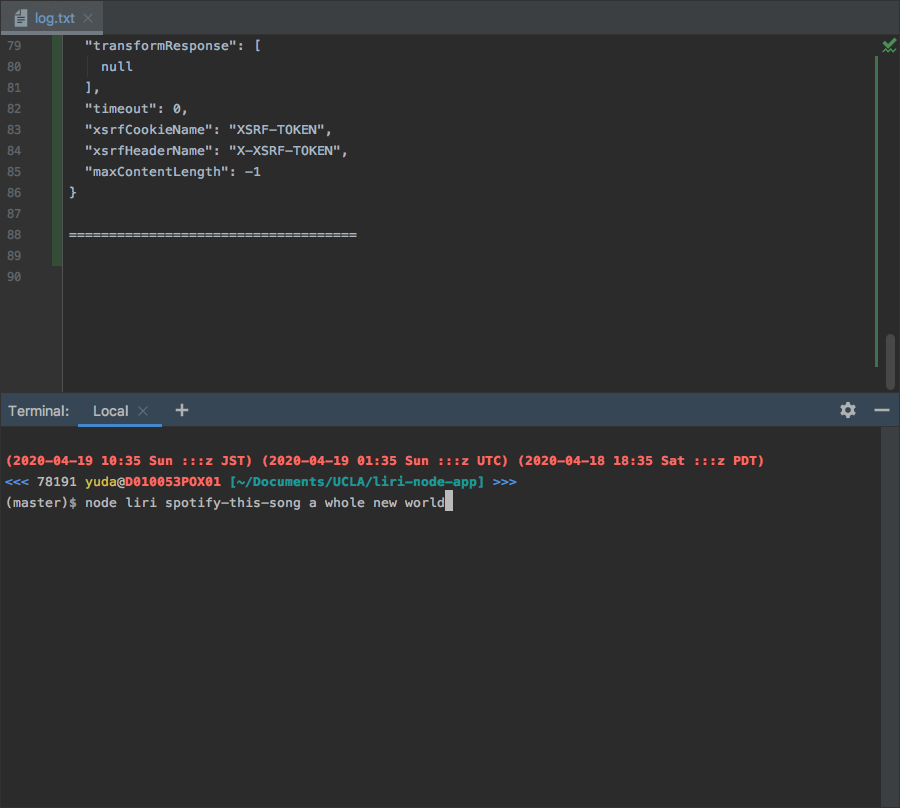 log.txt
79 "transformResponse": [
80 null
81 ],
82 "timeout": 0,
83 "xsrfCookieName": "XSRF-TOKEN",
84 "xsrfHeaderName": "X-XSRF-TOKEN",
85 "maxContentLength": -1
86 }
87
88 ====================================
89
90
Terminal: Local
(2020-04-19 10:35 Sun :::z JST) (2020-04-19 01:35 Sun :::z UTC) (2020-04-18 18:35 Sat :::z PDT)
<<< 78191 yuda@D010053POX01 [~/Documents/UCLA/liri-node-app] >>>
(master)$ node liri spotify-this-song a whole new world